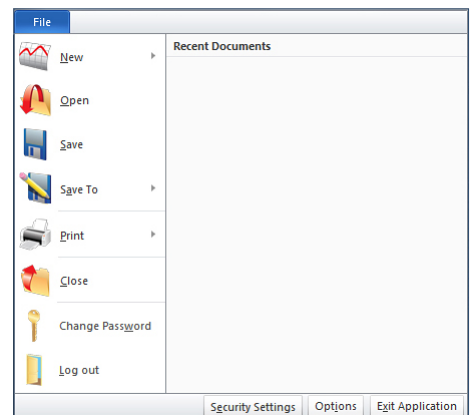 File
Recent Documents
New
Open
Save
Save To
Print
Close
Change Password
Log out
Security Settings Options Exit Application